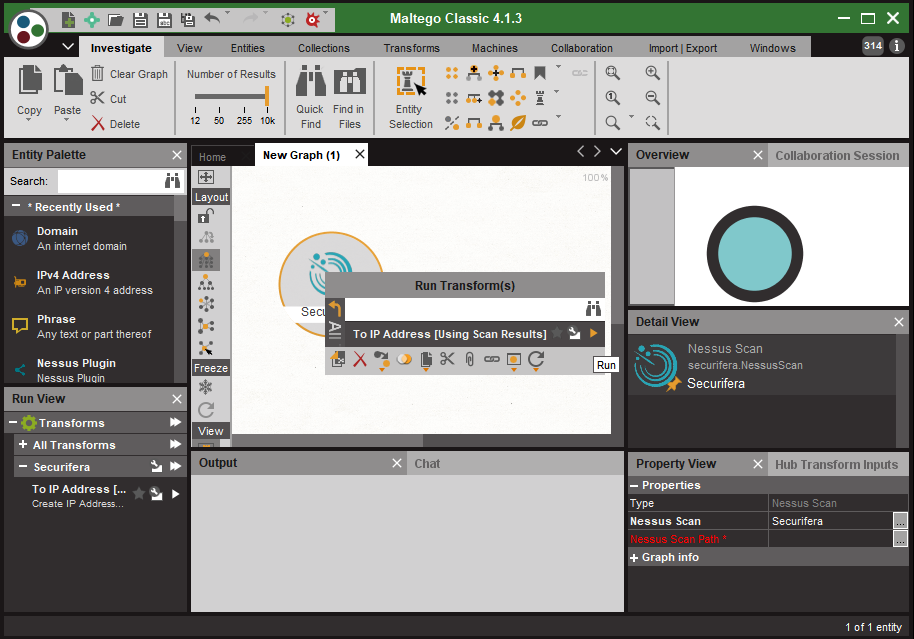 Maltego Classic 4.1.3
Investigate View Entities Collections Transforms Machines Collaboration Import | Export Windows 314
Copy
Paste
Clear Graph
Cut
Delete
Number of Results
12 50 255 10k
Quick
Find
Find in
Files
Entity
Selection
Entity Palette
Search:
* Recently Used *
Domain
An internet domain
IPv4 Address
An IP version 4 address
Phrase
Any text or part thereof
Nessus Plugin
Nessus Plugin
Run View
Transforms
All Transforms
Securifera
To IP Address [...
Create IP Address...
Home
New Graph (1)
Layout
Freeze
View
100%
Secu
Run Transform(s)
All
To IP Address [Using Scan Results]
Run
Output
Chat
Overview
Collaboration Session
Detail View
Nessus Scan
securifera.NessusScan
Securifera
Property View
Hub Transform Inputs
Properties
Type Nessus Scan
Nessus Scan Securifera ...
Nessus Scan Path * ...
Graph info
1 of 1 entity